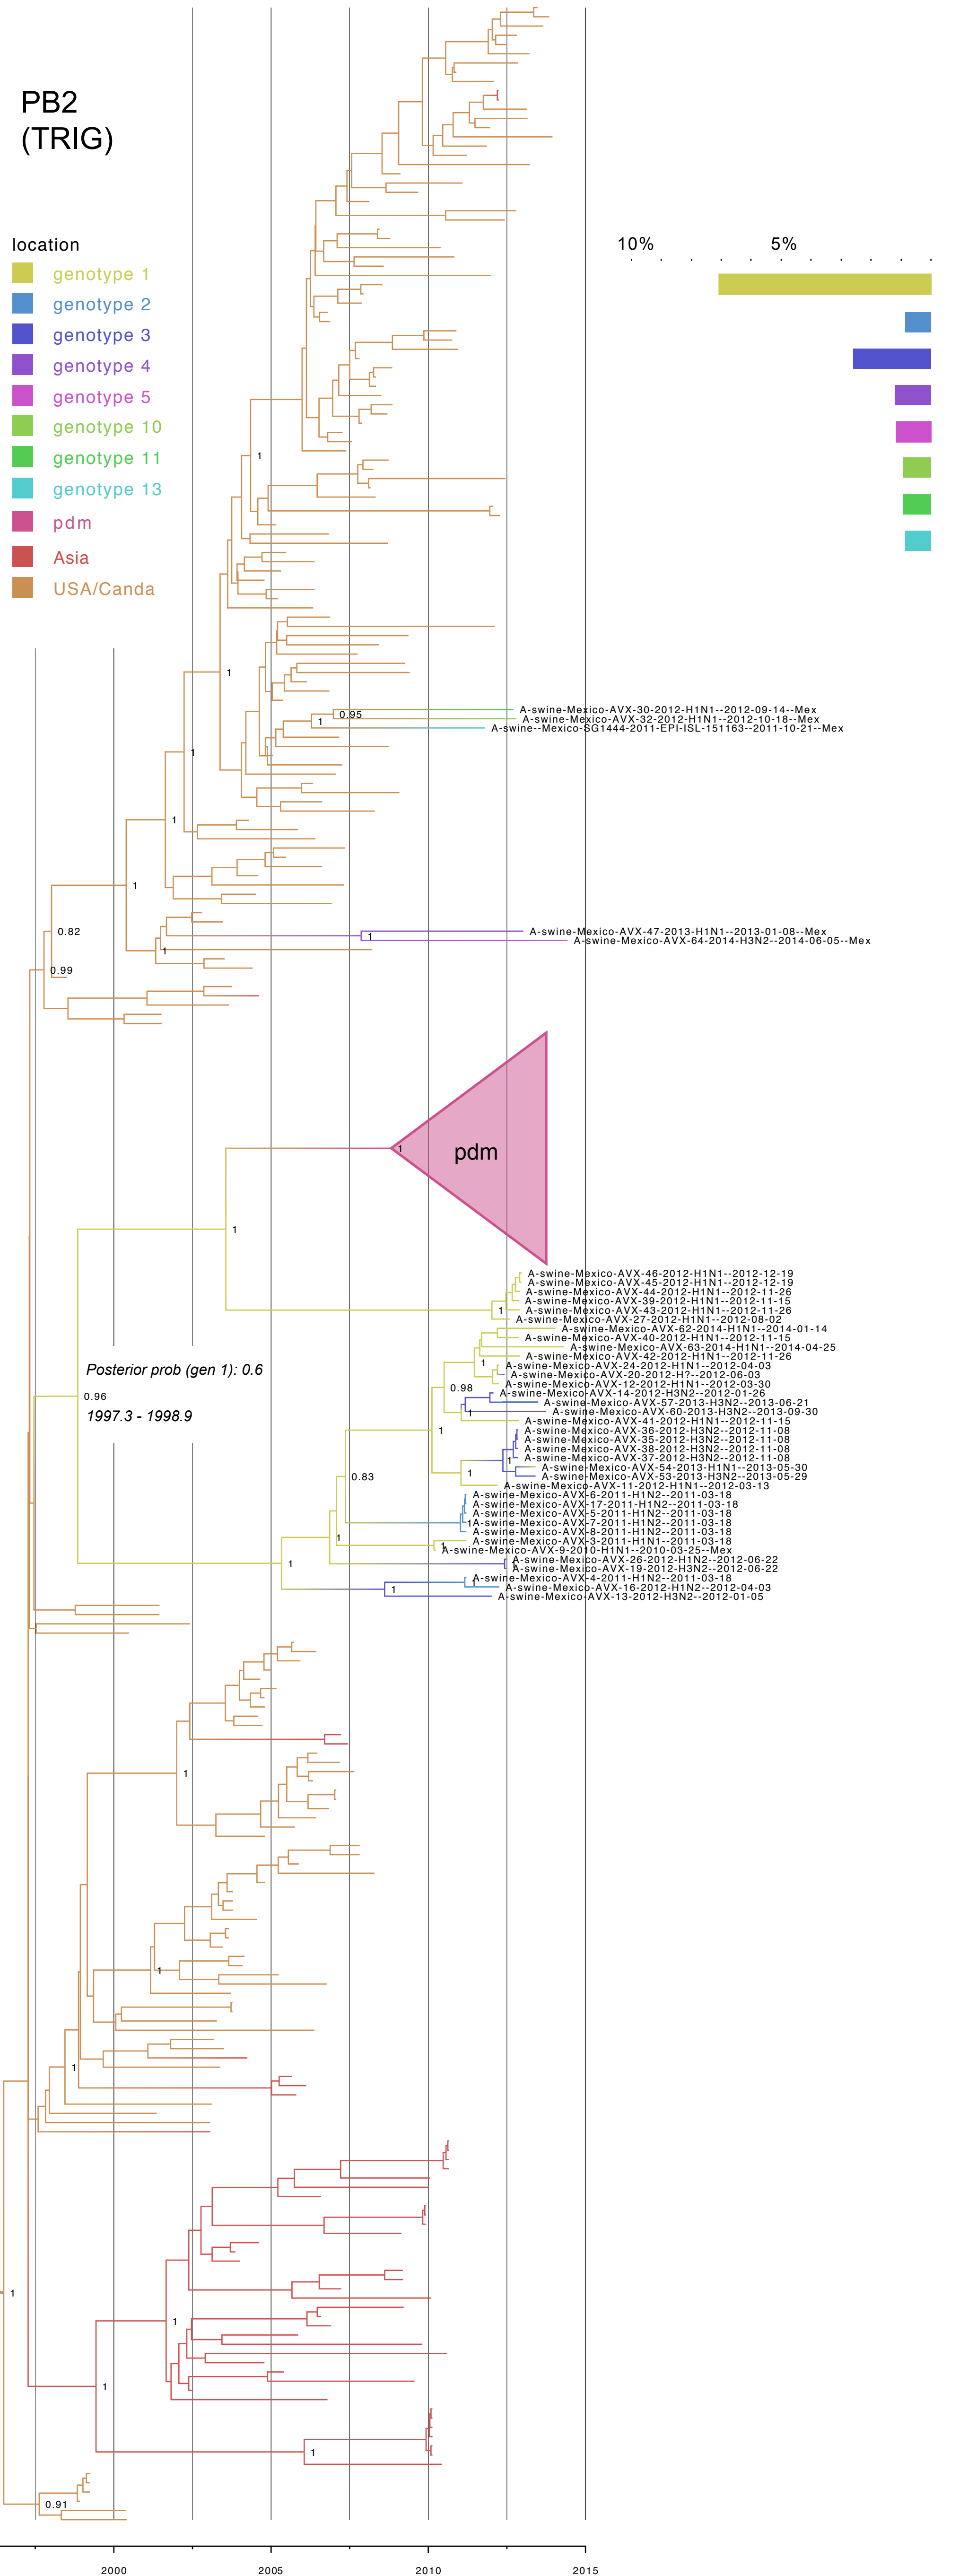 PB2
(TRIG)
location
genotype 1
genotype 2
genotype 3
genotype 4
genotype 5
genotype 10
genotype 11
genotype 13
pdm
Asia
USA/Canda
10% 5%
1
1
0.95
A-swine-Mexico-AVX-30-2012-H1N1--2012-09-14--Mex
A-swine-Mexico-AVX-32-2012-H1N1--2012-10-18--Mex
1
A-swine--Mexico-SG1444-2011-EPI-ISL-151163--2011-10-21--Mex
1
1
1
0.82
A-swine-Mexico-AVX-47-2013-H1N1--2013-01-08--Mex
1
A-swine-Mexico-AVX-64-2014-H3N2--2014-06-05--Mex
1
0.99
1
pdm
1
A-swine-Mexico-AVX-46-2012-H1N1--2012-12-19
A-swine-Mexico-AVX-45-2012-H1N1--2012-12-19
A-swine-Mexico-AVX-44-2012-H1N1--2012-11-26
A-swine-Mexico-AVX-39-2012-H1N1--2012-11-15
1
A-swine-Mexico-AVX-43-2012-H1N1--2012-11-26
A-swine-Mexico-AVX-27-2012-H1N1--2012-08-02
A-swine-Mexico-AVX-62-2014-H1N1--2014-01-14
A-swine-Mexico-AVX-40-2012-H1N1--2012-11-15
A-swine-Mexico-AVX-63-2014-H1N1--2014-04-25
A-swine-Mexico-AVX-42-2012-H1N1--2012-11-26
1
A-swine-Mexico-AVX-24-2012-H1N1--2012-04-03
Posterior prob (gen 1): 0.6
A-swine-Mexico-AVX-20-2012-H?--2012-06-03
A-swine-Mexico-AVX-12-2012-H1N1--2012-03-30
0.98
A-swine-Mexico-AVX-14-2012-H3N2--2012-01-26
0.96
A-swine-Mexico-AVX-57-2013-H3N2--2013-06-21
A-swine-Mexico-AVX-60-2013-H3N2--2013-09-30
1
1997.3 - 1998.9
A-swine-Mexico-AVX-41-2012-H1N1--2012-11-15
1
A-swine-Mexico-AVX-36-2012-H3N2--2012-11-08
A-swine-Mexico-AVX-35-2012-H3N2--2012-11-08
A-swine-Mexico-AVX-38-2012-H3N2--2012-11-08
A-swine-Mexico-AVX-37-2012-H3N2--2012-11-08
1
A-swine-Mexico-AVX-54-2013-H1N1--2013-05-30
1
0.83
A-swine-Mexico-AVX-53-2013-H3N2--2013-05-29
A-swine-Mexico-AVX-11-2012-H1N1--2012-03-13
A-swine-Mexico-AVX-6-2011-H1N2--2011-03-18
A-swine-Mexico-AVX-17-2011-H1N2--2011-03-18
A-swine-Mexico-AVX-5-2011-H1N2--2011-03-18
1
A-swine-Mexico-AVX-7-2011-H1N2--2011-03-18
A-swine-Mexico-AVX-8-2011-H1N2--2011-03-18
1
A-swine-Mexico-AVX-3-2011-H1N1--2011-03-18
1
A-swine-Mexico-AVX-9-2010-H1N1--2010-03-25--Mex
1
A-swine-Mexico-AVX-26-2012-H1N2--2012-06-22
A-swine-Mexico-AVX-19-2012-H3N2--2012-06-22
A-swine-Mexico-AVX-4-2011-H1N2--2011-03-18
1
1
A-swine-Mexico-AVX-16-2012-H1N2--2012-04-03
A-swine-Mexico-AVX-13-2012-H3N2--2012-01-05
1
1
1
1
1
1
1
0.91
2000 2005 2010 2015